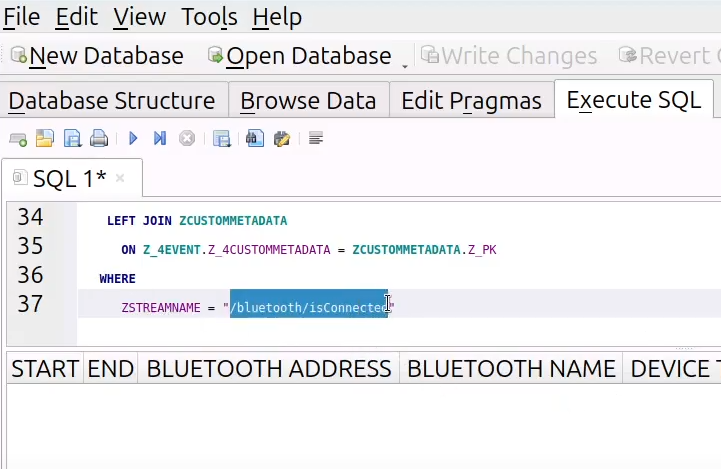 File Edit View Tools Help
New Database Open Database Write Changes Revert
Database Structure Browse Data Edit Pragmas Execute SQL
SQL 1*
34 LEFT JOIN ZCUSTOMMETADATA
35 ON Z_4EVENT.Z_4CUSTOMMETADATA = ZCUSTOMMETADATA.Z_PK
36 WHERE
37 ZSTREAMNAME = "/bluetooth/isConnected"
START END BLUETOOTH ADDRESS BLUETOOTH NAME DEVICE